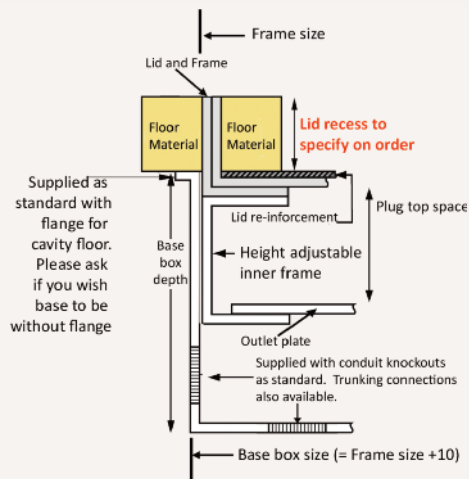 Frame size
Lid and Frame
Floor
Material
Floor
Material
Lid recess to
specify on order
Supplied as
standard with
flange for
cavity floor.
Please ask
if you wish
base to be
without flange
Base
box
depth
Lid re-inforcement
Plug top space
Height adjustable
inner frame
Outlet plate
Supplied with conduit knockouts
as standard. Trunking connections
also available.
Base box size (= Frame size +10)